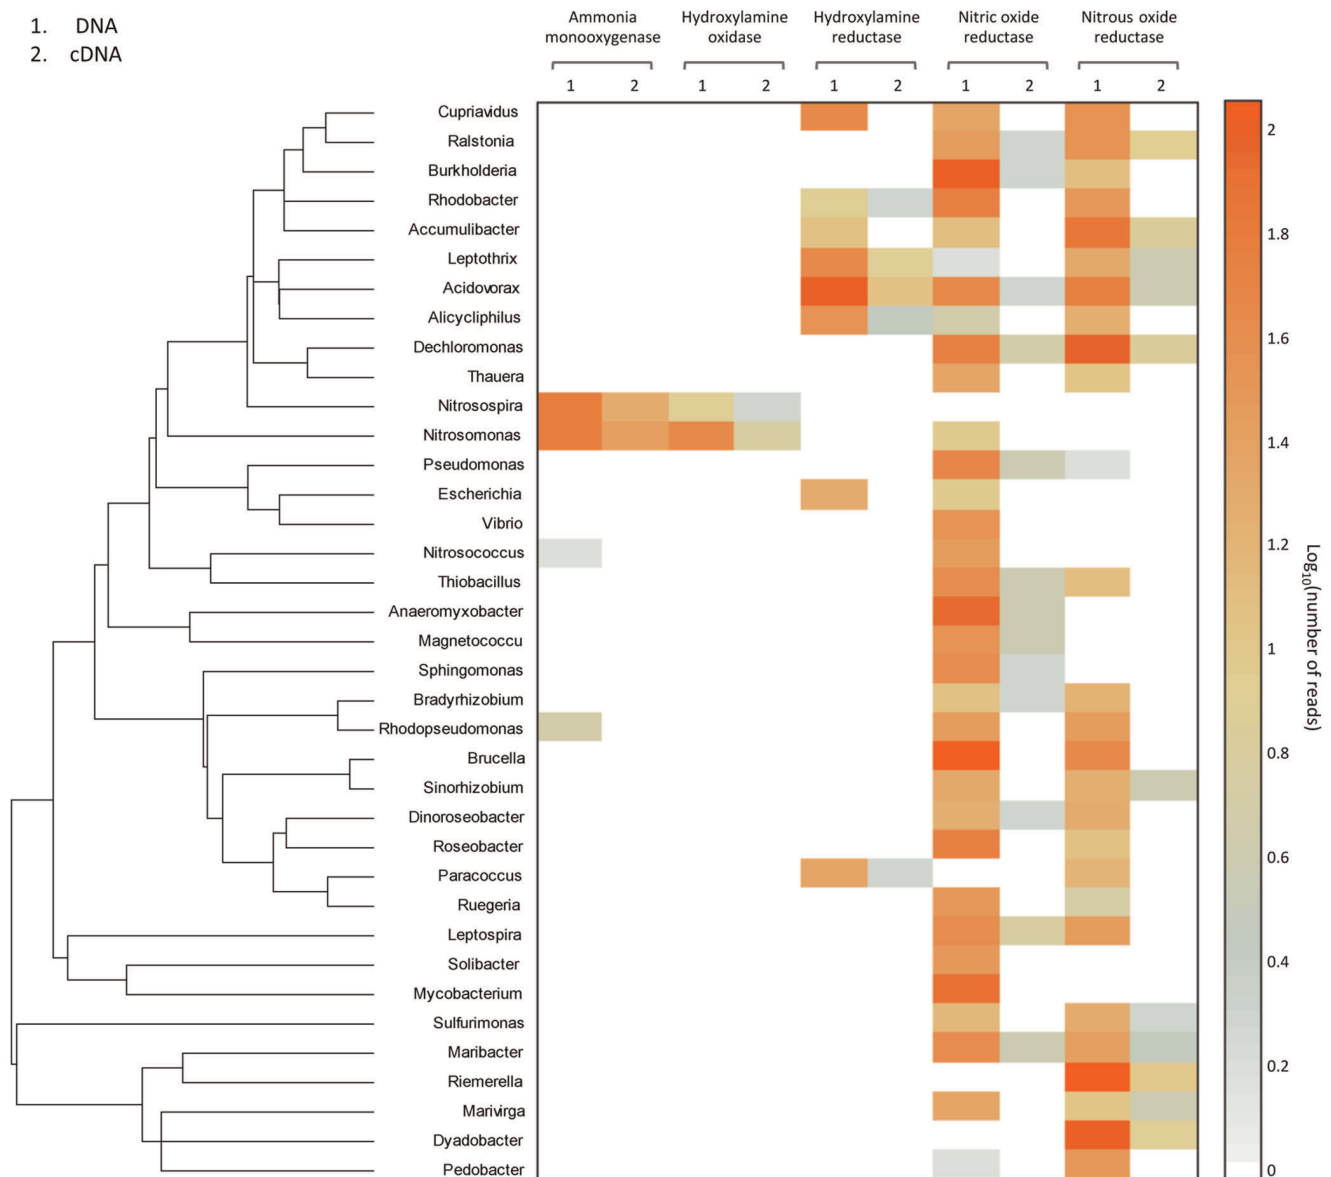 1. DNA
2. cDNA
Ammonia monooxygenase
Hydroxylamine oxidase
Hydroxylamine reductase
Nitric oxide reductase
Nitrous oxide reductase
1 2 1 2 1 2 1 2 1 2
Cupriavidus
Ralstonia
Burkholderia
Rhodobacter
Accumulibacter
Leptothrix
Acidovorax
Alicycliphilus
Dechloromonas
Thauera
Nitrosospira
Nitrosomonas
Pseudomonas
Escherichia
Vibrio
Nitrosococcus
Thiobacillus
Anaeromyxobacter
Magnetococcu
Sphingomonas
Bradyrhizobium
Rhodopseudomonas
Brucella
Sinorhizobium
Dinoroseobacter
Roseobacter
Paracoccus
Ruegeria
Leptospira
Solibacter
Mycobacterium
Sulfurimonas
Maribacter
Riemerella
Marivirga
Dyadobacter
Pedobacter
2
1.8
1.6
1.4
1.2
1
0.8
0.6
0.4
0.2
0
Log₁₀(number of reads)